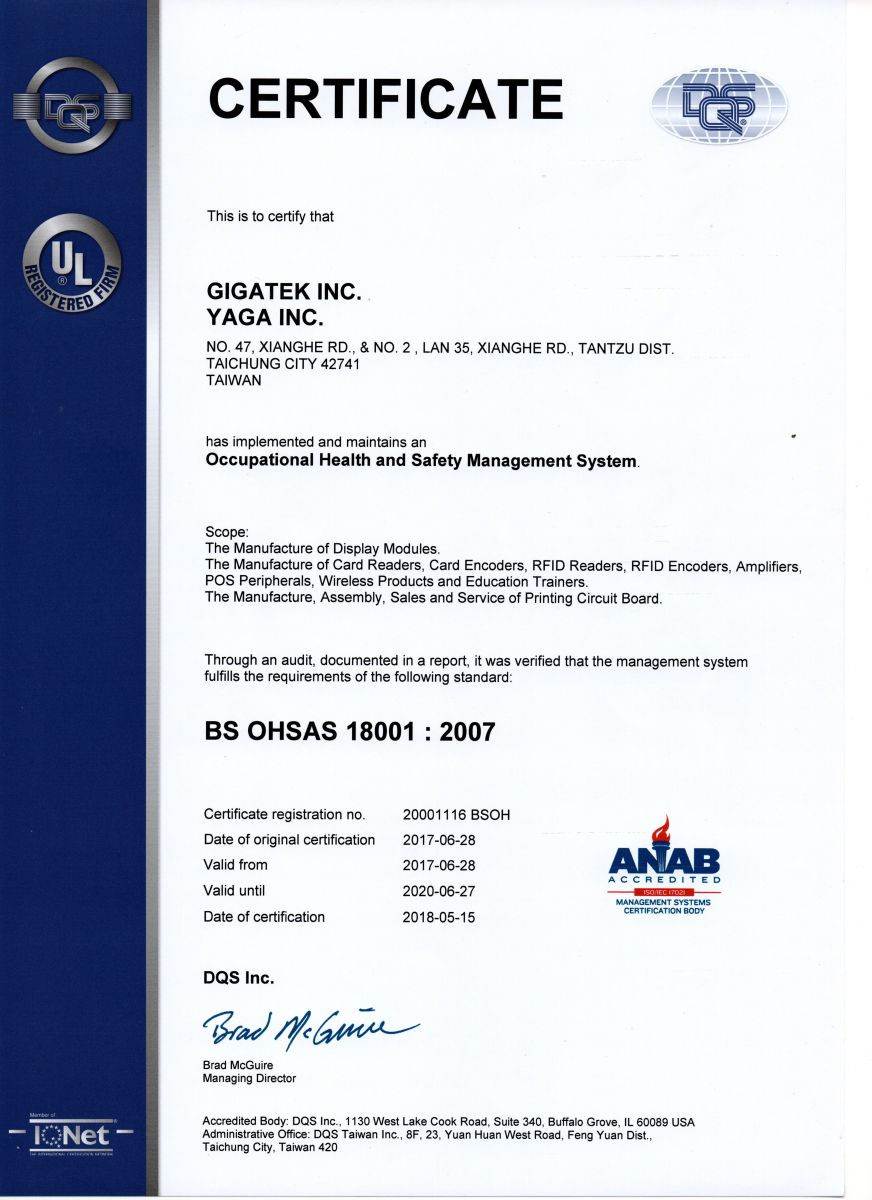 CERTIFICATE
DQS
DQS®
This is to certify that
UL
®
REGISTERED FIRM
GIGATEK INC.
YAGA INC.
NO. 47, XIANGHE RD., & NO. 2 , LAN 35, XIANGHE RD., TANTZU DIST.
TAICHUNG CITY 42741
TAIWAN
has implemented and maintains an
Occupational Health and Safety Management System.
Scope:
The Manufacture of Display Modules.
The Manufacture of Card Readers, Card Encoders, RFID Readers, RFID Encoders, Amplifiers,
POS Peripherals, Wireless Products and Education Trainers.
The Manufacture, Assembly, Sales and Service of Printing Circuit Board.
Through an audit, documented in a report, it was verified that the management system
fulfills the requirements of the following standard:
BS OHSAS 18001 : 2007
Certificate registration no. 20001116 BSOH
Date of original certification 2017-06-28
Valid from 2017-06-28
Valid until 2020-06-27
Date of certification 2018-05-15
ANAB
ACCREDITED
ISO/IEC 17021
MANAGEMENT SYSTEMS
CERTIFICATION BODY
DQS Inc.
Brad McGuire
Brad McGuire
Managing Director
Member of
IQNet®
THE INTERNATIONAL CERTIFICATION NETWORK
Accredited Body: DQS Inc., 1130 West Lake Cook Road, Suite 340, Buffalo Grove, IL 60089 USA
Administrative Office: DQS Taiwan Inc., 8F, 23, Yuan Huan West Road, Feng Yuan Dist.,
Taichung City, Taiwan 420